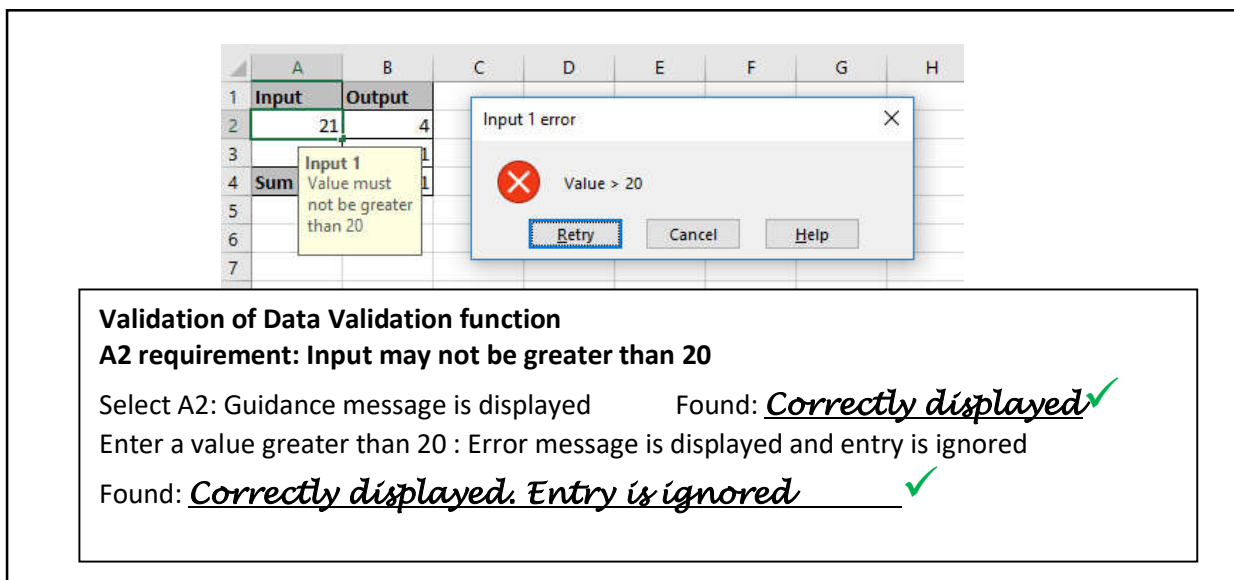 A B C D E F G H
1 Input Output
2 21 4
3 1
4 Sum 1
5
6
7
Input 1
Value must
not be greater
than 20
Input 1 error
Value > 20
Retry Cancel Help
Validation of Data Validation function
A2 requirement: Input may not be greater than 20
Select A2: Guidance message is displayed Found: Correctly displayed✓
Enter a value greater than 20 : Error message is displayed and entry is ignored
Found: Correctly displayed. Entry is ignored ✓